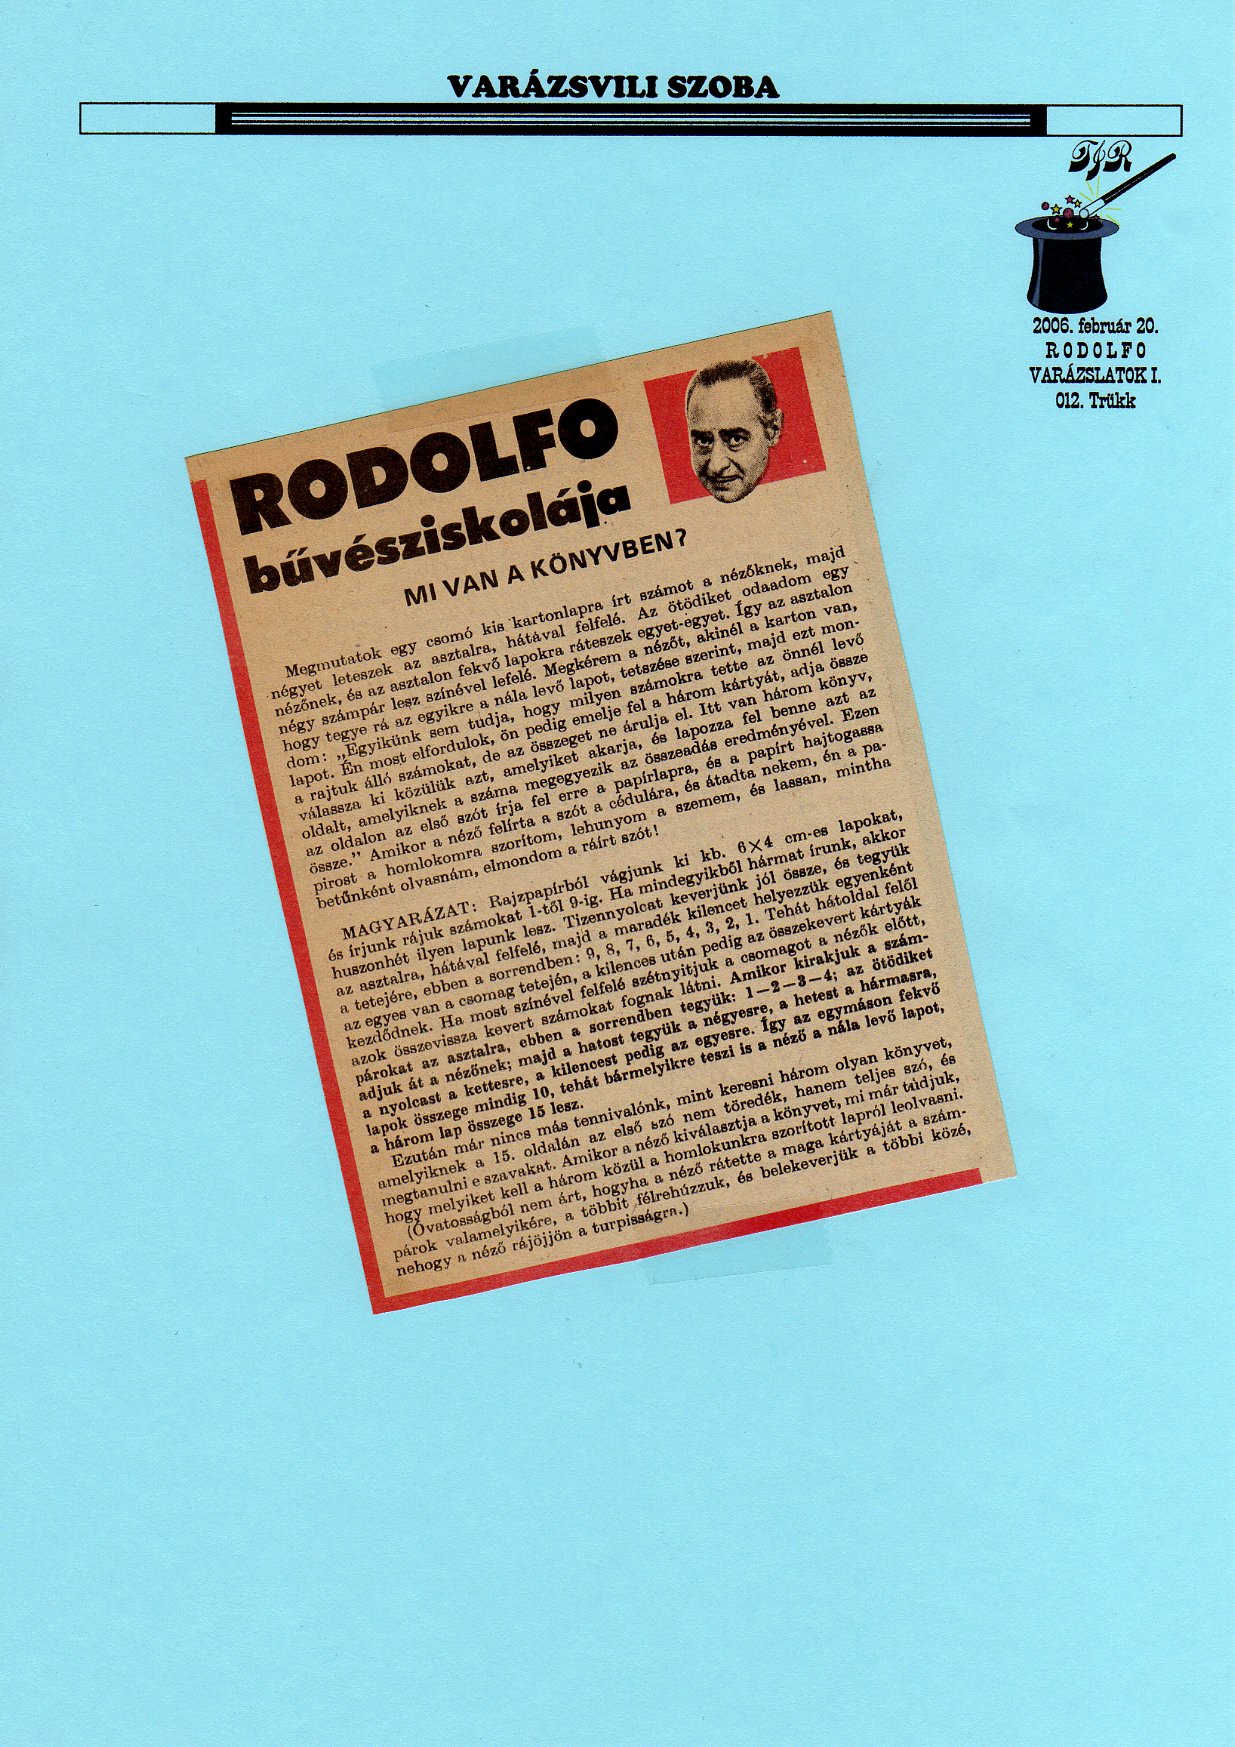 VARÁZSVILI SZOBA
TJR
2006. február 20.
RODOLFO
VARÁZSLATOK I.
012. Trükk
RODOLFO
bűvésziskolája
MI VAN A KÖNYVBEN?
Megmutatok egy csomó kis kartonlapra írt számot a nézőknek, majd
négyet leteszek az asztalra, hátával felfelé. Az ötödiket odaadom egy
nézőnek, és az asztalon fekvő lapokra ráteszek egyet-egyet. Így az asztalon
négy számpár lesz színével lefelé. Megkérem a nézőt, akinél a karton van,
hogy tegye rá az egyikre a nála levő lapot, tetszése szerint, majd ezt mon-
dom: „Egyikünk sem tudja, hogy milyen számokra tette az önnél levő
lapot. Én most elfordulok, ön pedig emelje fel a három kártyát, adja össze
a rajtuk álló számokat, de az összeget ne árulja el. Itt van három könyv,
válassza ki közülük azt, amelyiket akarja, és lapozza fel benne azt az
oldalt, amelyiknek a száma megegyezik az összeadás eredményével. Ezen
az oldalon az első szót írja fel erre a papírlapra, és a papírt hajtogassa
össze.” Amikor a néző felírta a szót a cédulára, és átadta nekem, én a pa-
pirost a homlokomra szorítom, lehunyom a szemem, és lassan, mintha
betűnként olvasnám, elmondom a ráírt szót!
MAGYARÁZAT: Rajzpapírból vágjunk ki kb. 6×4 cm-es lapokat,
és írjunk rájuk számokat 1-től 9-ig. Ha mindegyikből hármat írunk, akkor
huszonhét ilyen lapunk lesz. Tizennyolcat keverjünk jól össze, és tegyük
az asztalra, hátával felfelé, majd a maradék kilencet helyezzük egyenként
a tetejére, ebben a sorrendben: 9, 8, 7, 6, 5, 4, 3, 2, 1. Tehát hátoldal felől
az egyes van a csomag tetején, a kilences után pedig az összekevert kártyák
kezdődnek. Ha most színével felfelé szétnyitjuk a csomagot a nézők előtt,
azok összevissza kevert számokat fognak látni. Amikor kirakjuk a szám-
párokat az asztalra, ebben a sorrendben tegyük: 1—2—3—4; az ötödiket
adjuk át a nézőnek; majd a hatost tegyük a négyesre, a hetest a hármasra,
a nyolcast a kettesre, a kilencest pedig az egyesre. Így az egymáson fekvő
lapok összege mindig 10, tehát bármelyikre teszi is a néző a nála levő lapot,
a három lap összege 15 lesz.
Ezután már nincs más tennivalónk, mint keresni három olyan könyvet,
amelyiknek a 15. oldalán az első szó nem töredék, hanem teljes szó, és
megtanulni e szavakat. Amikor a néző kiválasztja a könyvet, mi már tudjuk,
hogy melyiket kell a három közül a homlokunkra szorított lapról leolvasni.
(Óvatosságból nem árt, hogyha a néző rátette a maga kártyáját a szám-
párok valamelyikére, a többit félrehúzzuk, és belekeverjük a többi közé,
nehogy a néző rájöjjön a turpisságra.)